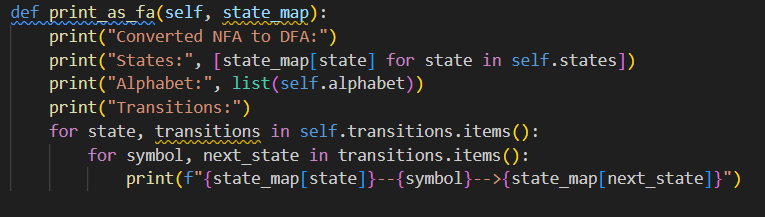 def print_as_fa(self, state_map):
    print("Converted NFA to DFA:")
    print("States:", [state_map[state] for state in self.states])
    print("Alphabet:", list(self.alphabet))
    print("Transitions:")
    for state, transitions in self.transitions.items():
        for symbol, next_state in transitions.items():
            print(f"{state_map[state]}--{symbol}-->{state_map[next_state]}")